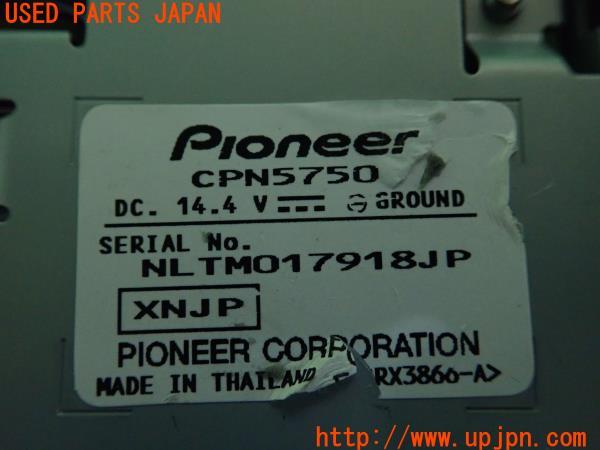 USED PARTS JAPAN
Pioneer
CPN5750
DC. 14.4 V ⊖ GROUND
SERIAL No.
NLTM017918JP
XNJP
PIONEER CORPORATION
MADE IN THAILAND RX3866-A>
http://www.upjpn.com